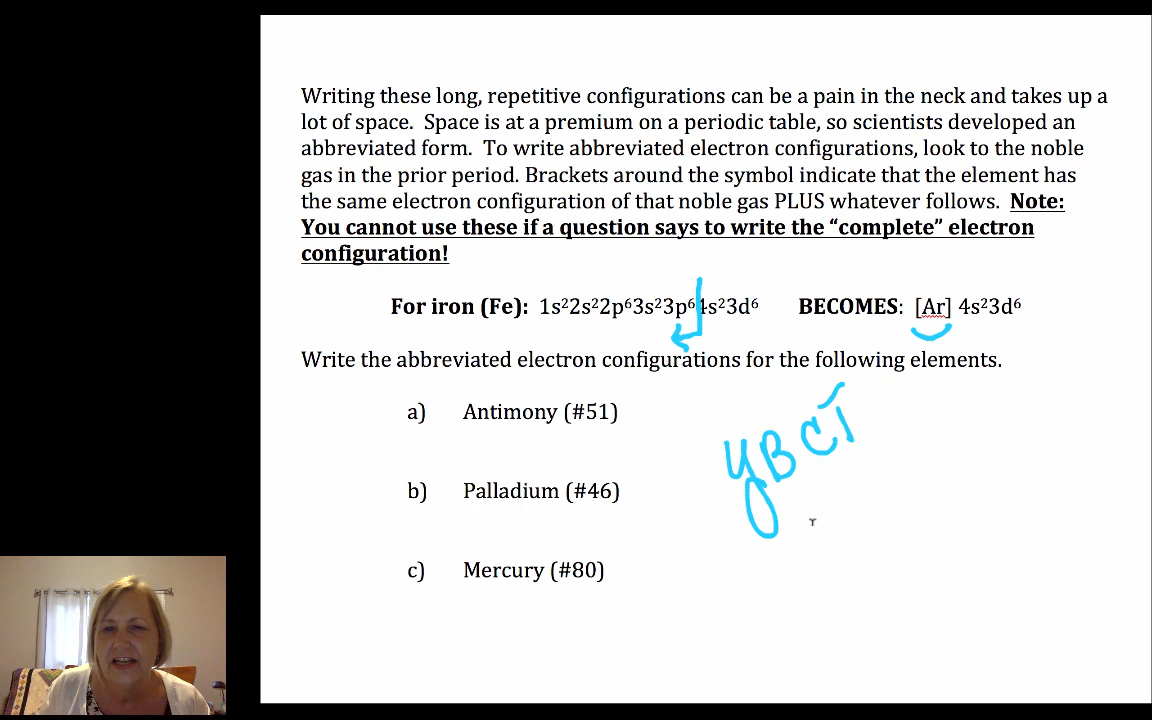 Writing these long, repetitive configurations can be a pain in the neck and takes up a
lot of space.  Space is at a premium on a periodic table, so scientists developed an
abbreviated form.  To write abbreviated electron configurations, look to the noble
gas in the prior period. Brackets around the symbol indicate that the element has
the same electron configuration of that noble gas PLUS whatever follows.  Note:
You cannot use these if a question says to write the “complete” electron
configuration!
For iron (Fe):  1s²2s²2p⁶3s²3p⁶4s²3d⁶ BECOMES:  [Ar] 4s²3d⁶
Write the abbreviated electron configurations for the following elements.
a) Antimony (#51)
YBCT
b) Palladium (#46)
c) Mercury (#80)